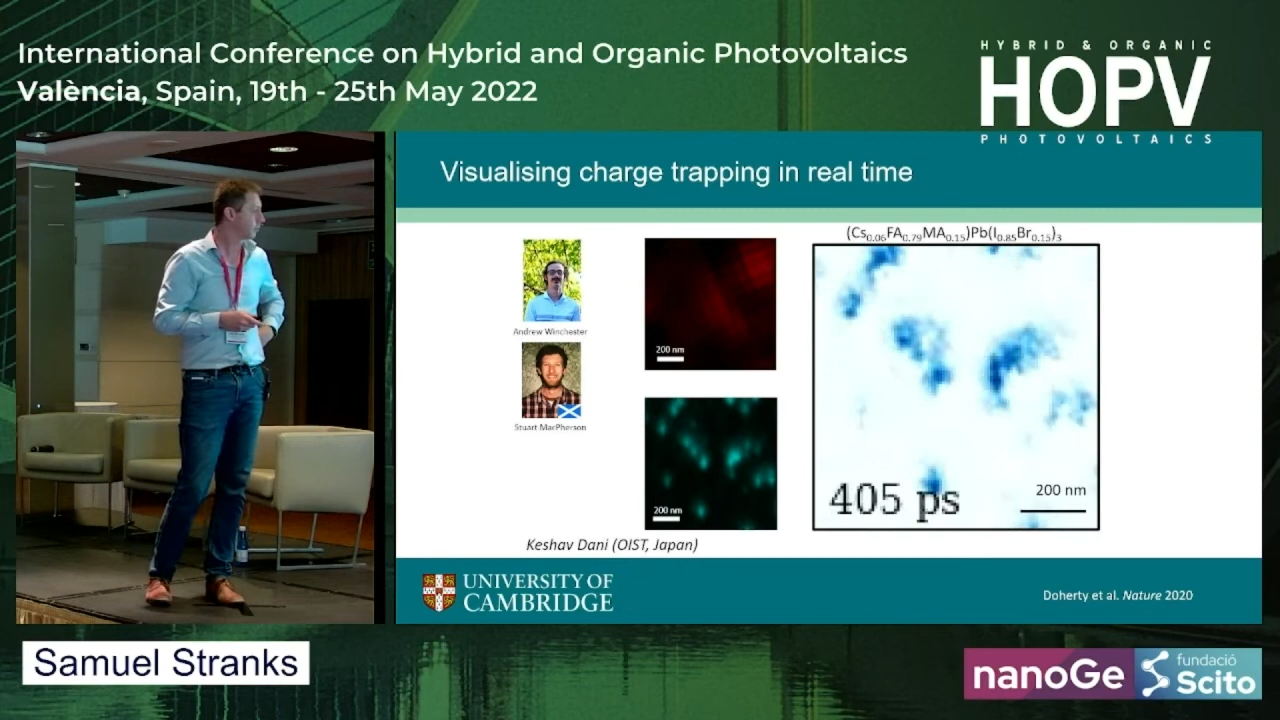 International Conference on Hybrid and Organic Photovoltaics
València, Spain, 19th - 25th May 2022
HYBRID & ORGANIC
HOPV
PHOTOVOLTAICS
Visualising charge trapping in real time
(Cs0.06FA0.79MA0.15)Pb(I0.85Br0.15)3
Andrew Winchester
200 nm
Stuart MacPherson
200 nm
405 ps
200 nm
Keshav Dani (OIST, Japan)
UNIVERSITY OF
CAMBRIDGE
Doherty et al. Nature 2020
Samuel Stranks
nanoGe
fundació
Scito